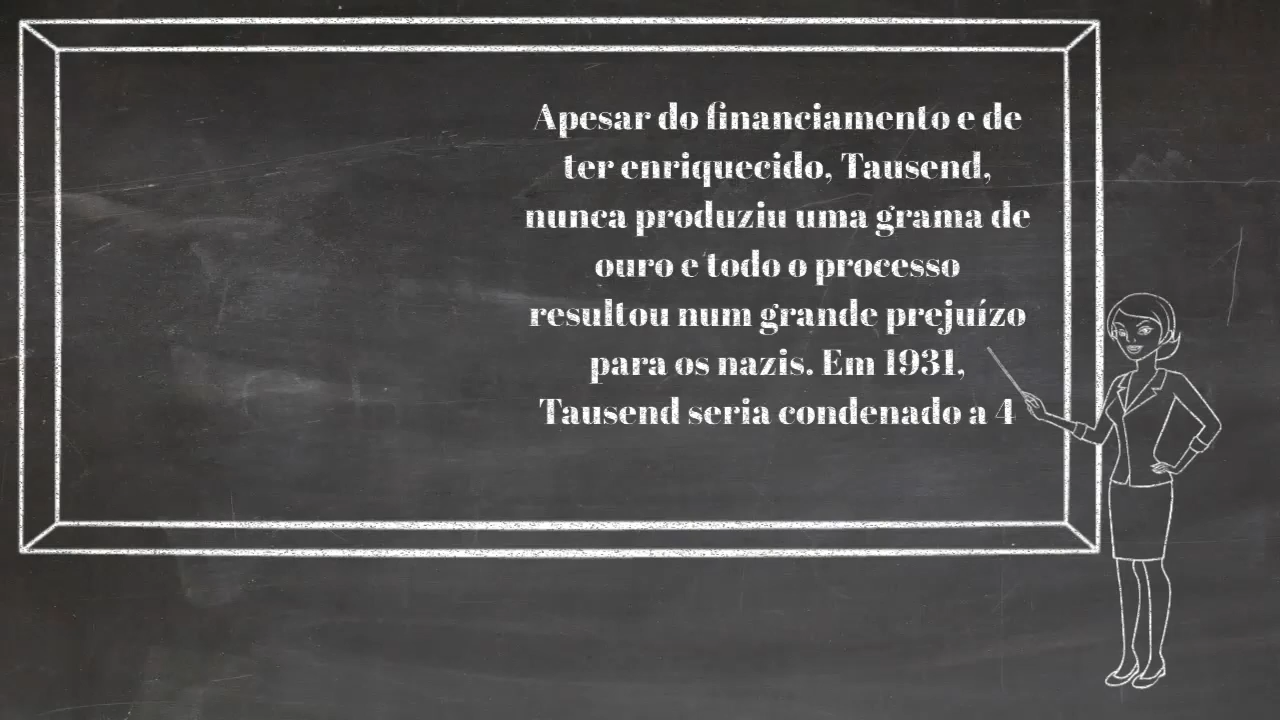 Apesar do financiamento e de
ter enriquecido, Tausend,
nunca produziu uma grama de
ouro e todo o processo
resultou num grande prejuízo
para os nazis. Em 1931,
Tausend seria condenado a 4